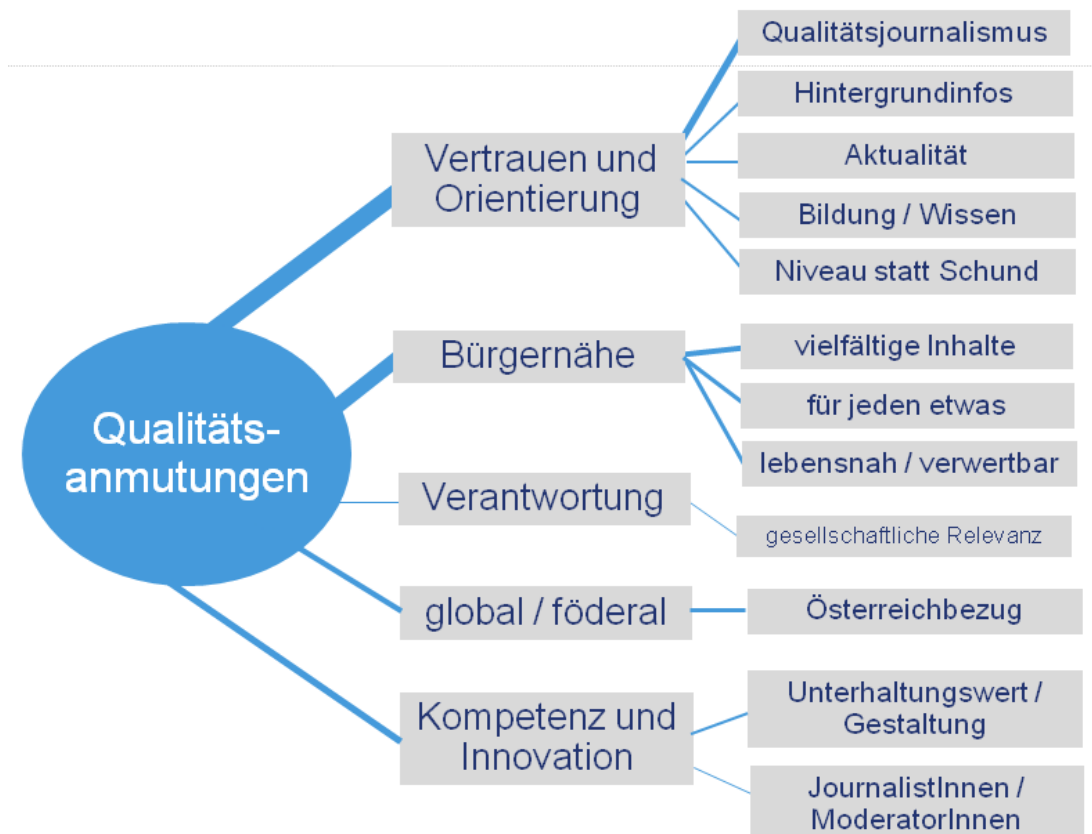 Qualitäts-
anmutungen
Vertrauen und
Orientierung
Qualitätsjournalismus
Hintergrundinfos
Aktualität
Bildung / Wissen
Niveau statt Schund
Bürgernähe
vielfältige Inhalte
für jeden etwas
lebensnah / verwertbar
Verantwortung
gesellschaftliche Relevanz
global / föderal
Österreichbezug
Kompetenz und
Innovation
Unterhaltungswert /
Gestaltung
JournalistInnen /
ModeratorInnen